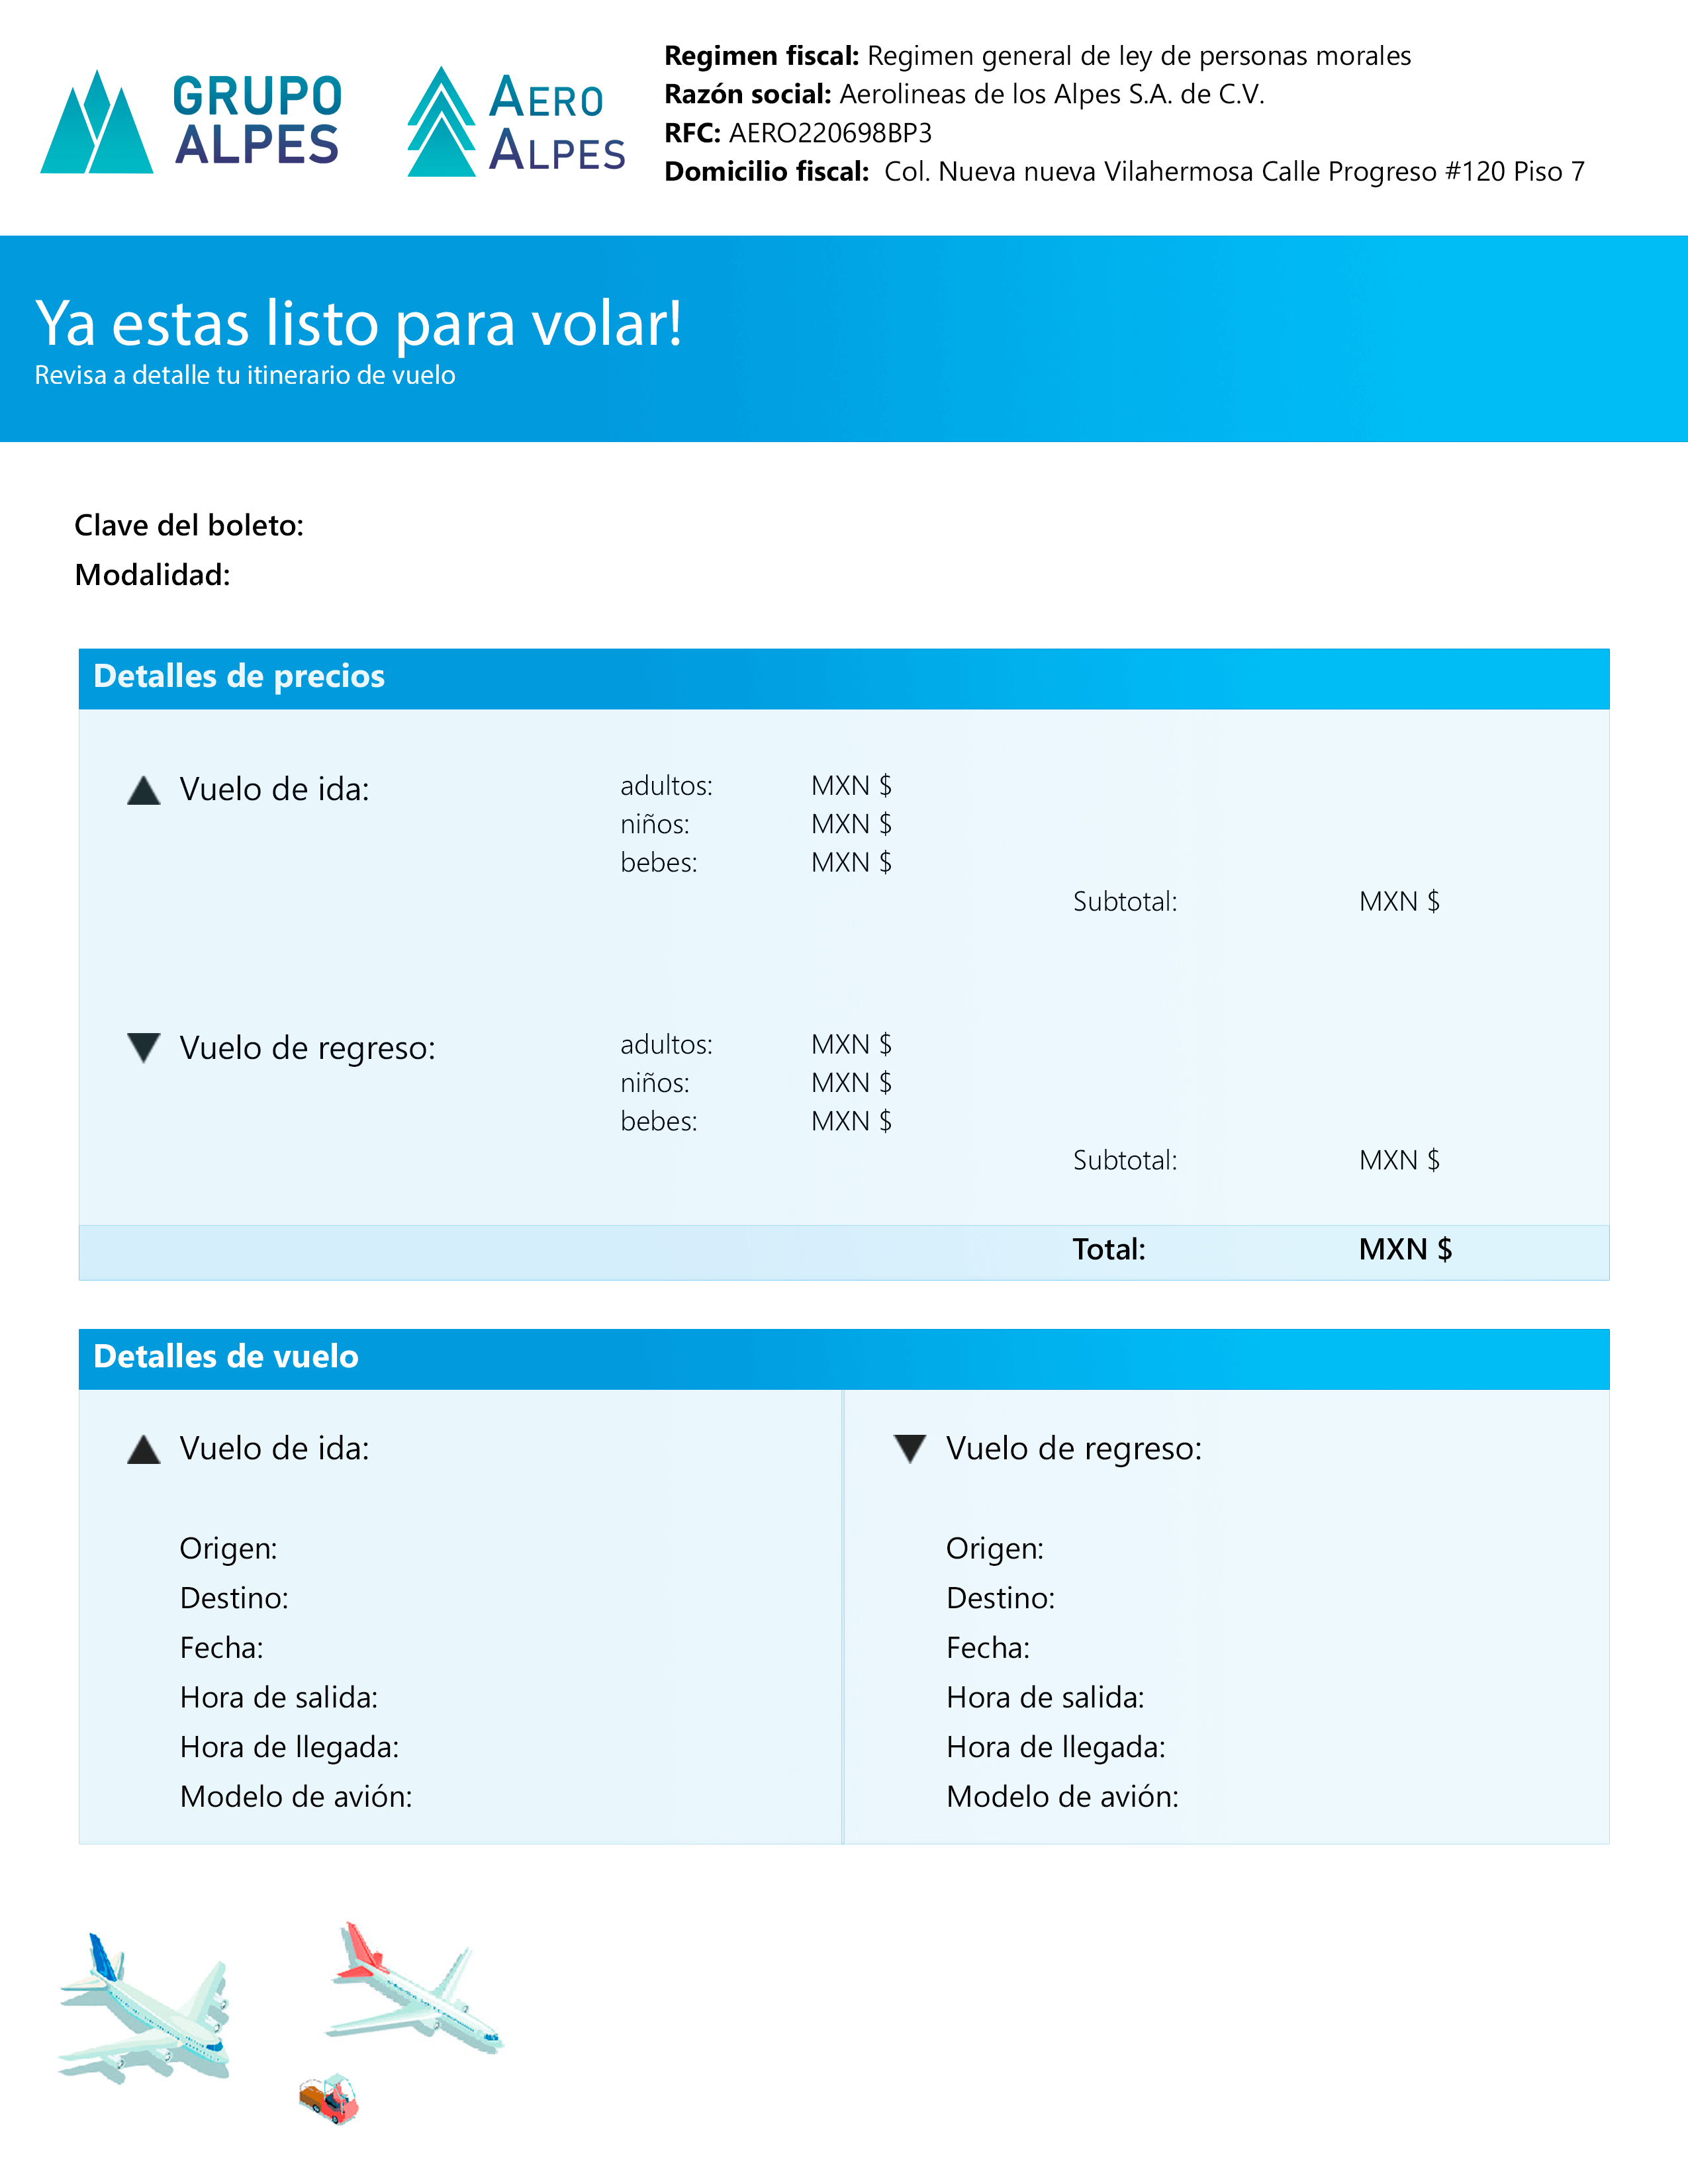 GRUPO
ALPES
AERO
ALPES
Regimen fiscal: Regimen general de ley de personas morales
Razón social: Aerolineas de los Alpes S.A. de C.V.
RFC: AERO220698BP3
Domicilio fiscal: Col. Nueva nueva Vilahermosa Calle Progreso #120 Piso 7
Ya estas listo para volar!
Revisa a detalle tu itinerario de vuelo
Clave del boleto:
Modalidad:
Detalles de precios
Vuelo de ida: adultos: MXN $
niños: MXN $
bebes: MXN $
Subtotal: MXN $
Vuelo de regreso: adultos: MXN $
niños: MXN $
bebes: MXN $
Subtotal: MXN $
Total: MXN $
Detalles de vuelo
Vuelo de ida:
Origen:
Destino:
Fecha:
Hora de salida:
Hora de llegada:
Modelo de avión:
Vuelo de regreso:
Origen:
Destino:
Fecha:
Hora de salida:
Hora de llegada:
Modelo de avión: